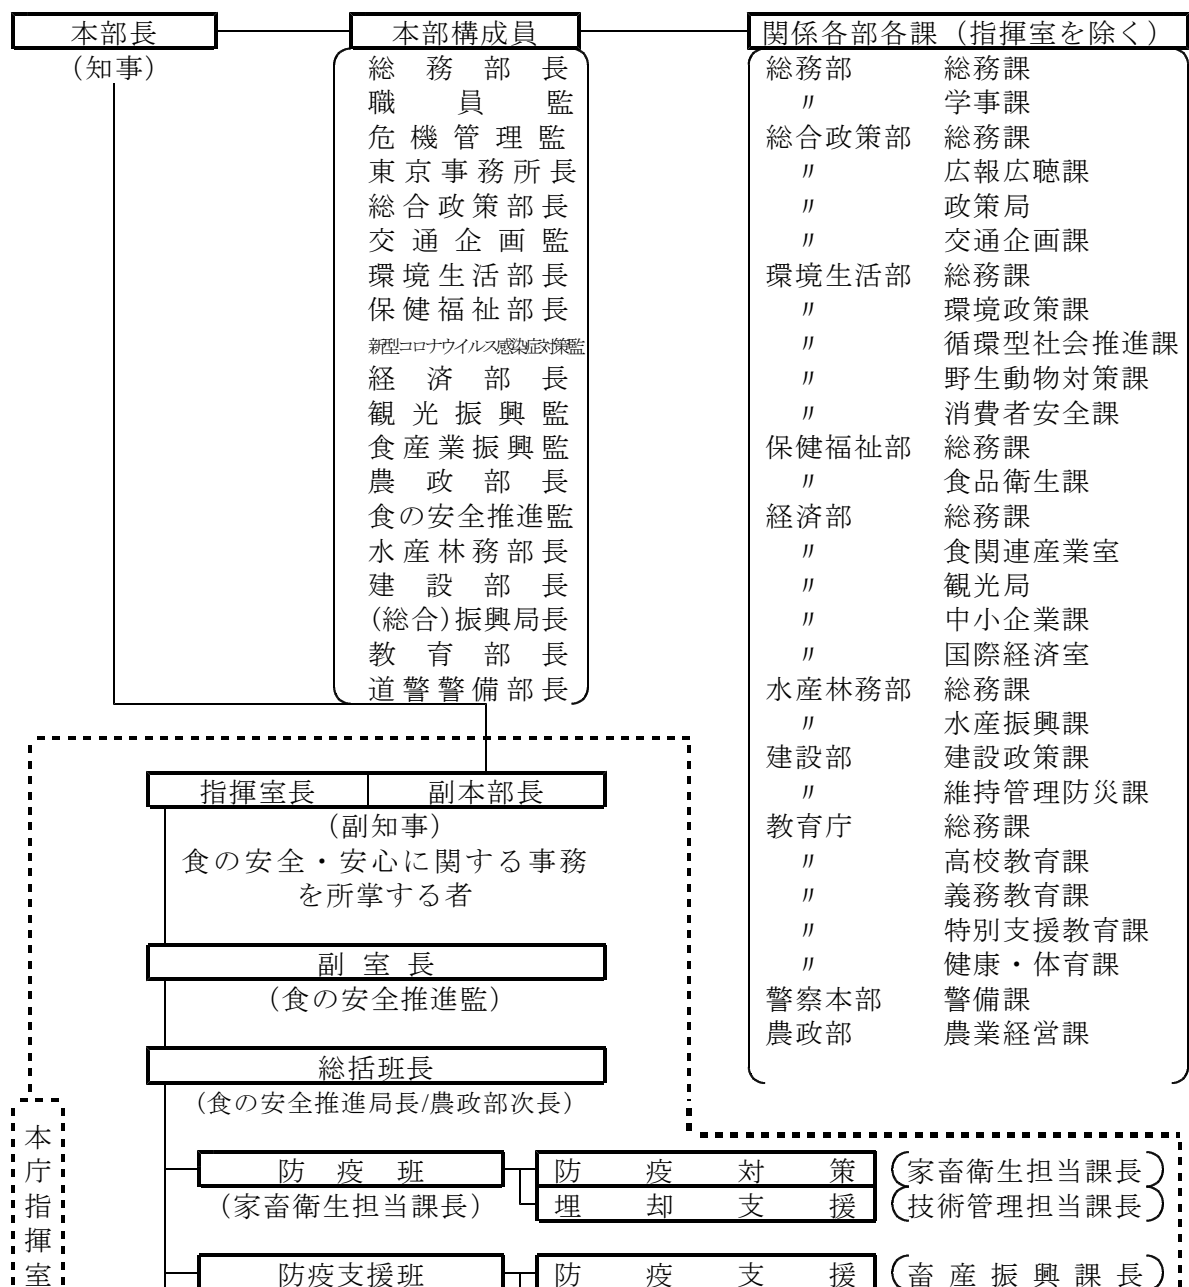 本部長
(知事)
本部構成員
総務部長
職員監
危機管理監
東京事務所長
総合政策部長
交通企画監
環境生活部長
保健福祉部長
新型コロナウイルス感染症対策監
経済部長
観光振興監
食産業振興監
農政部長
食の安全推進監
水産林務部長
建設部長
(総合)振興局長
教育部長
道警警備部長
関係各部各課（指揮室を除く）
総務部 総務課
〃 学事課
総合政策部 総務課
〃 広報広聴課
〃 政策局
〃 交通企画課
環境生活部 総務課
〃 環境政策課
〃 循環型社会推進課
〃 野生動物対策課
〃 消費者安全課
保健福祉部 総務課
〃 食品衛生課
経済部 総務課
〃 食関連産業室
〃 観光局
〃 中小企業課
〃 国際経済室
水産林務部 総務課
〃 水産振興課
建設部 建設政策課
〃 維持管理防災課
教育庁 総務課
〃 高校教育課
〃 義務教育課
〃 特別支援教育課
〃 健康・体育課
警察本部 警備課
農政部 農業経営課
指揮室長 副本部長
(副知事)
食の安全・安心に関する事務
を所掌する者
副室長
(食の安全推進監)
総括班長
(食の安全推進局長/農政部次長)
本庁指揮室
防疫班 防疫対策 (家畜衛生担当課長)
(家畜衛生担当課長) 埋却支援 (技術管理担当課長)
防疫支援班 防疫支援 (畜産振興課長)